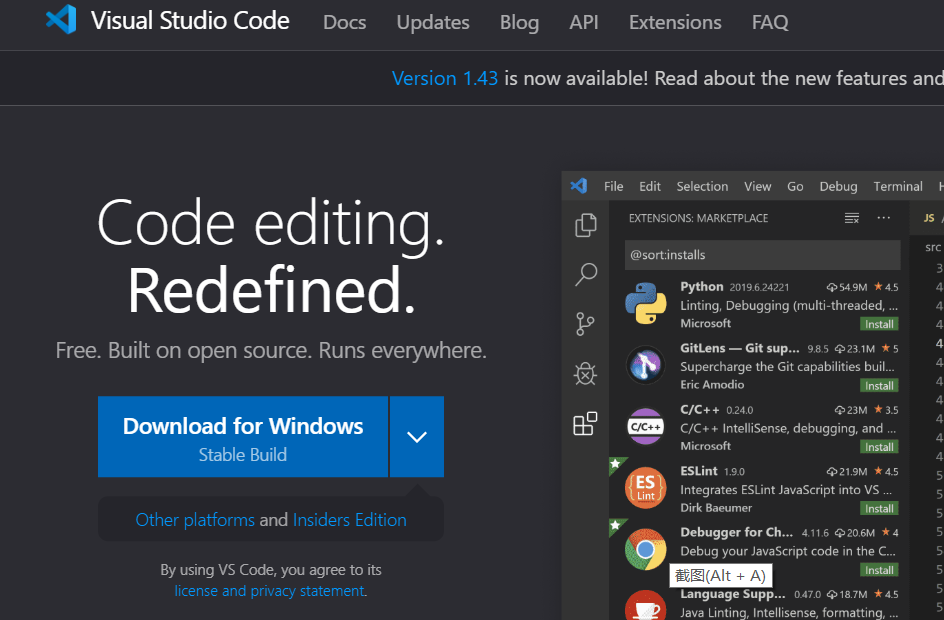 Visual Studio Code Docs Updates Blog API Extensions FAQ
Version 1.43 is now available! Read about the new features and
Code editing.
Redefined.
Free. Built on open source. Runs everywhere.
Download for Windows
Stable Build
Other platforms and Insiders Edition
By using VS Code, you agree to its
license and privacy statement.
File Edit Selection View Go Debug Terminal H
EXTENSIONS: MARKETPLACE ...
JS
src
@sort:installs
Python 2019.6.24221 54.9M 4.5
Linting, Debugging (multi-threaded, ...
Microsoft Install
GitLens — Git sup... 9.8.5 23.1M 5
Supercharge the Git capabilities buil...
Eric Amodio Install
C/C++
C/C++ 0.24.0 23M 3.5
C/C++ IntelliSense, debugging, and ...
Microsoft Install
ES
Lint
ESLint 1.9.0 21.9M 4.5
Integrates ESLint JavaScript into VS ...
Dirk Baeumer Install
Debugger for Ch... 4.11.6 20.6M 4
Debug your JavaScript code in the C...
Install
截图(Alt + A)
Language Supp... 0.47.0 18.7M 4.5
Java Linting, Intellisense, formatting, ...